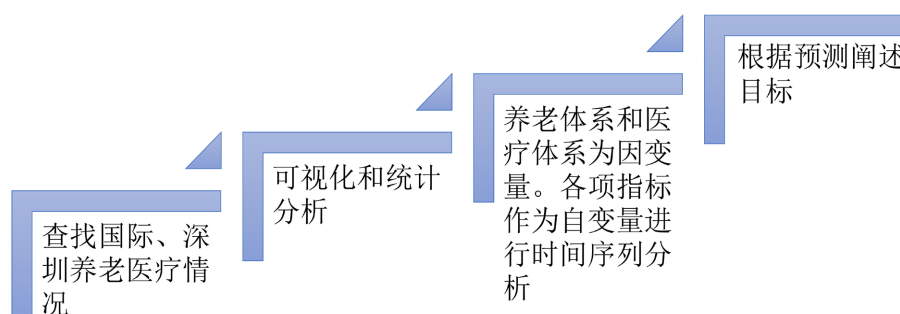 查找国际、深
圳养老医疗情
况
可视化和统计
分析
养老体系和医
疗体系为因变
量。各项指标
作为自变量进
行时间序列分
析
根据预测阐述
目标